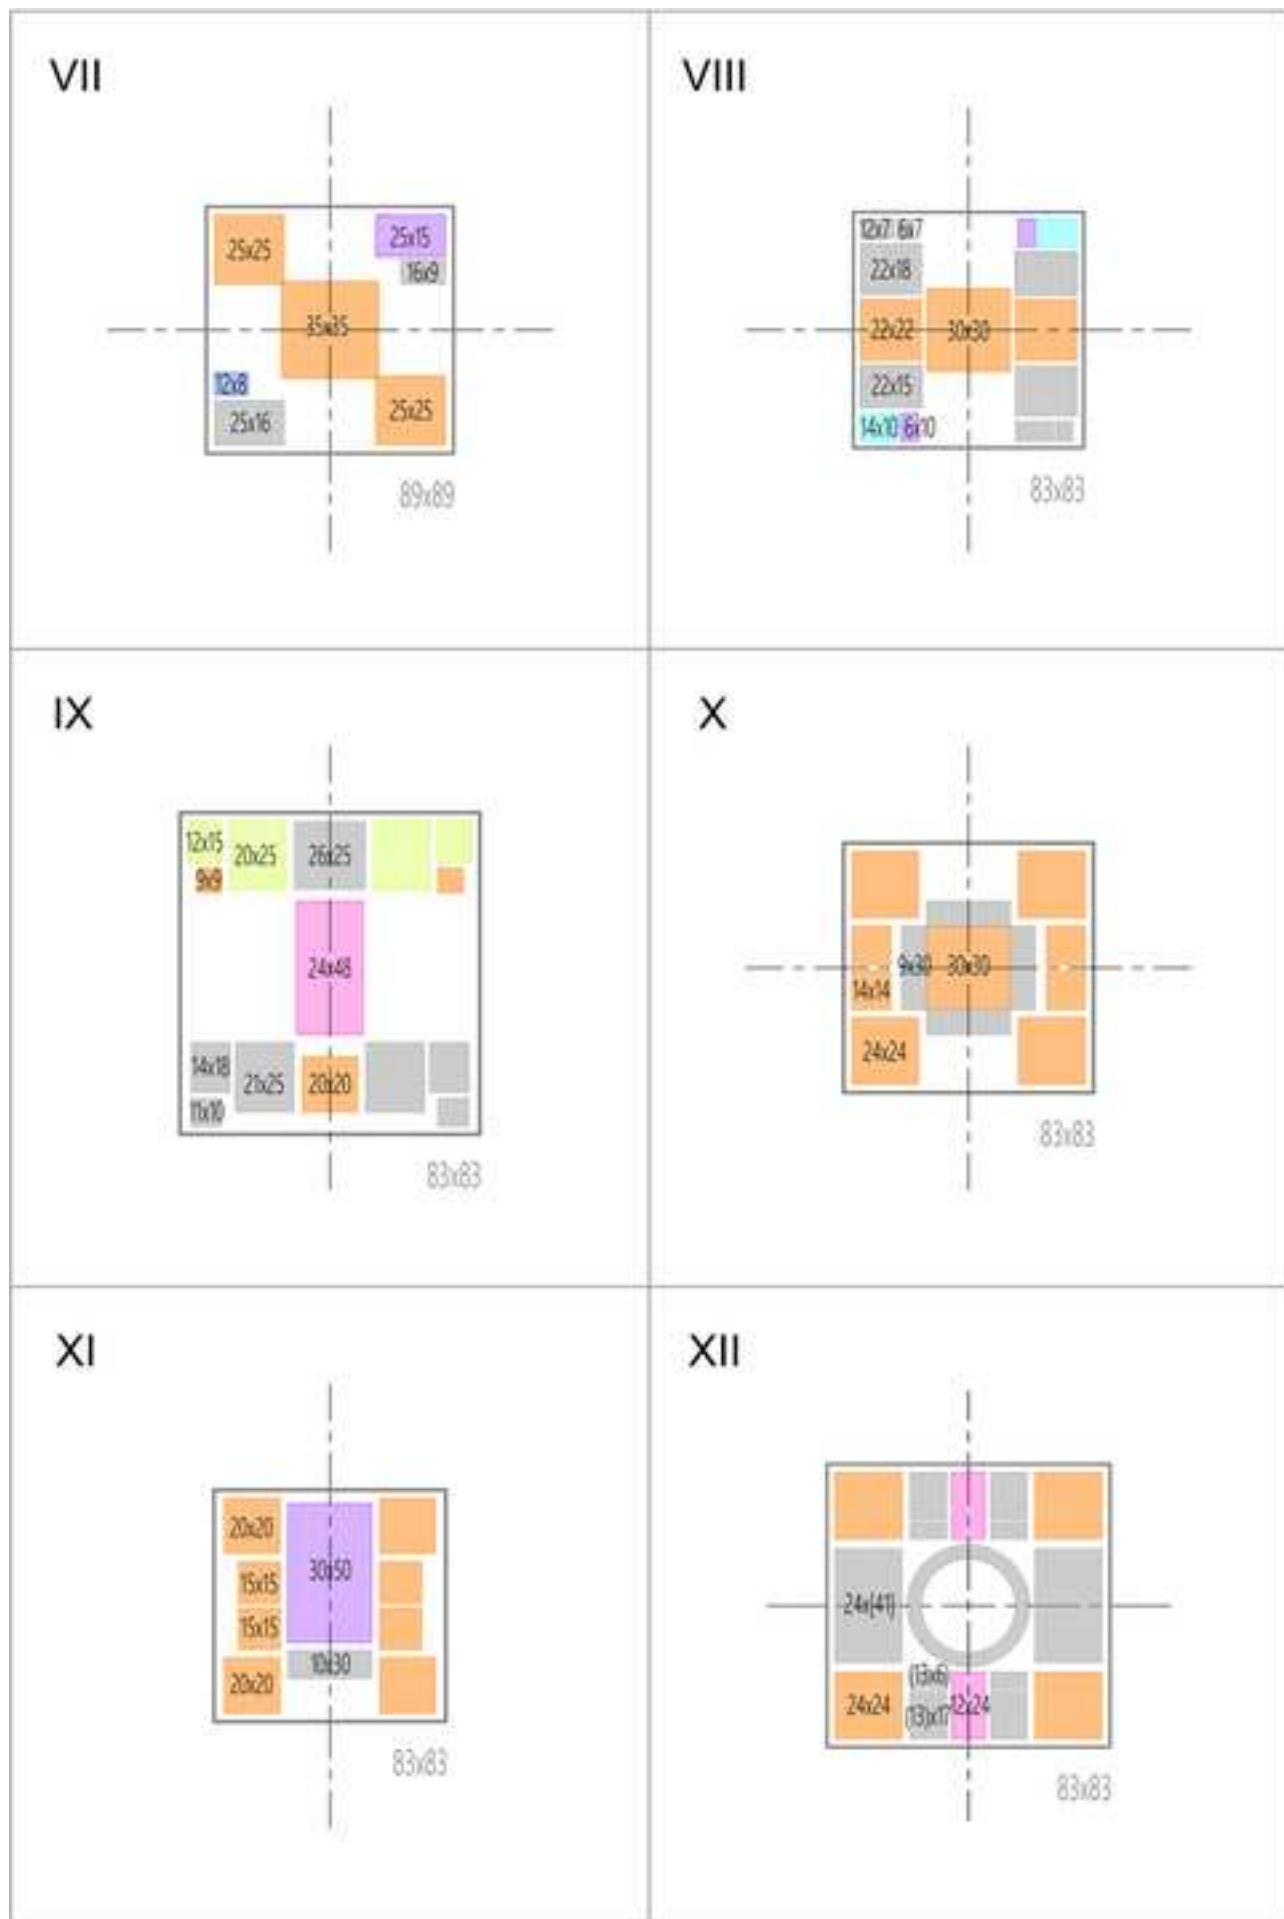 VII
25x25
25x15
16x9
35x35
12x8
25x16
25x25
89x89
VIII
12x7 6x7
22x18
22x22
30x30
22x15
14x10 6x10
83x83
IX
12x15
20x25
26x25
9x9
24x48
14x18
21x25
20x20
11x10
83x83
X
9x30
30x30
14x14
24x24
83x83
XI
20x20
30x50
15x15
15x15
10x30
20x20
83x83
XII
24x(41)
(13x6)
24x24
(13)x17
12x24
83x83